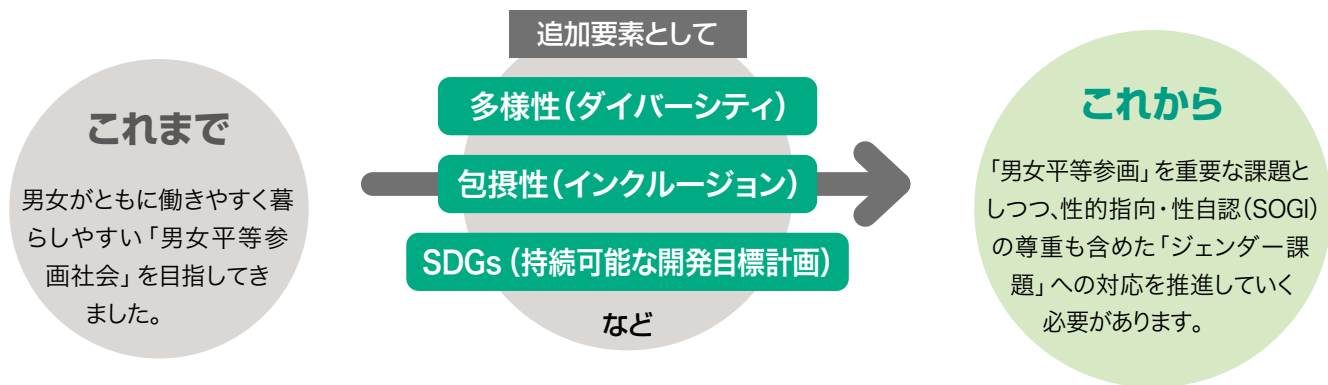 これまで
男女がともに働きやすく暮
らしやすい「男女平等参
画社会」を目指してき
ました。
追加要素として
多様性(ダイバーシティ)
包摂性(インクルージョン)
SDGs(持続可能な開発目標計画)
など
これから
「男女平等参画」を重要な課題と
しつつ、性的指向・性自認(SOGI)
の尊重も含めた「ジェンダー課
題」への対応を推進していく
必要があります。